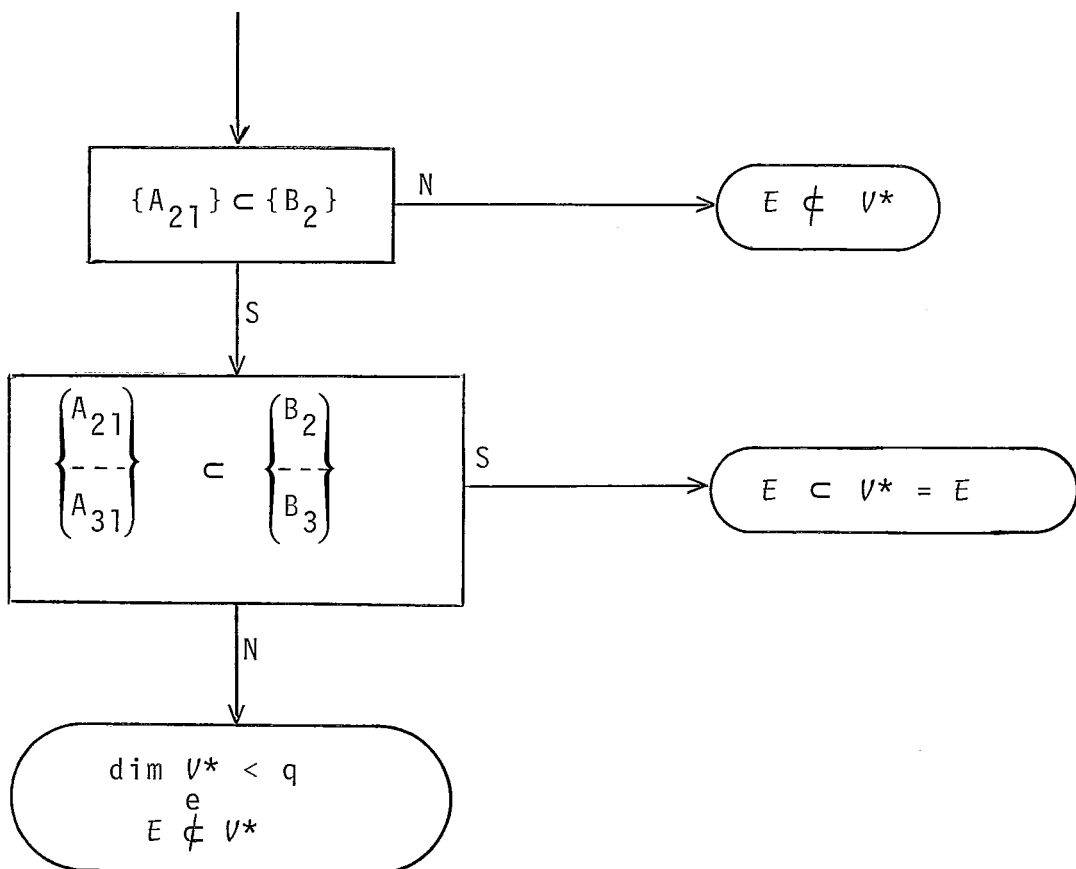 {A21} ⊂ {B2}
N
E ⊄ V*
S
{A21 / A31} ⊂ {B2 / B3}
S
E ⊂ V* = E
N
dim V* < q
e
E ⊄ V*